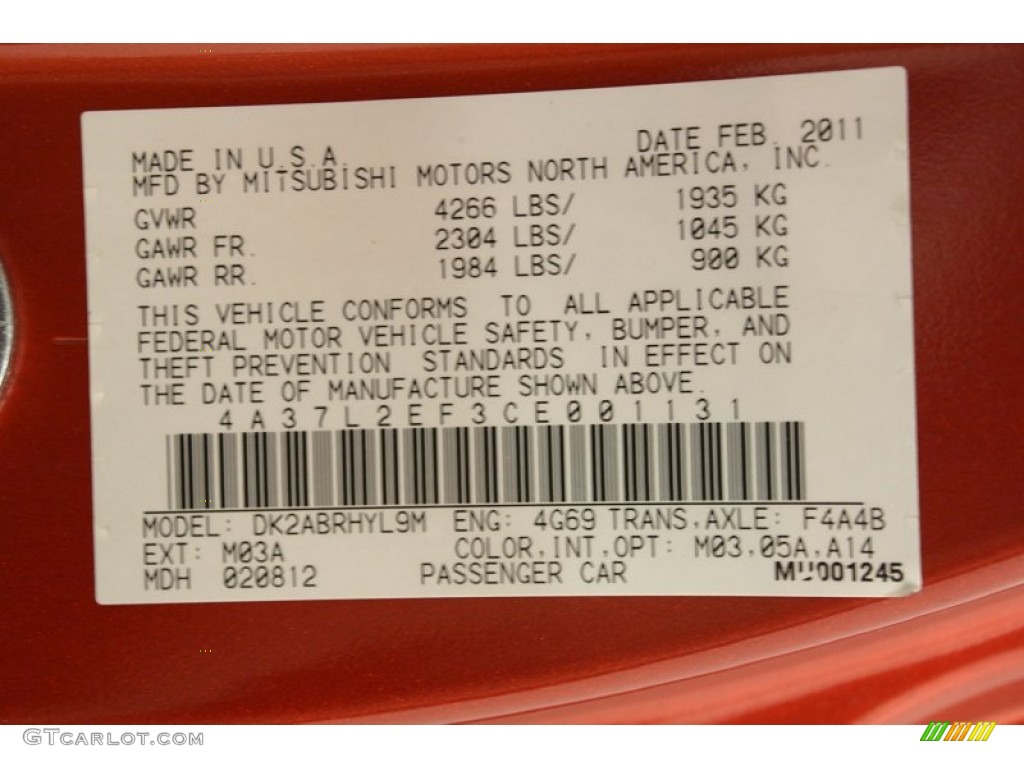 DATE FEB. 2011
MADE IN U.S.A.
MFD BY MITSUBISHI MOTORS NORTH AMERICA, INC.
GVWR 4266 LBS/ 1935 KG
GAWR FR. 2304 LBS/ 1045 KG
GAWR RR. 1984 LBS/ 900 KG
THIS VEHICLE CONFORMS TO ALL APPLICABLE
FEDERAL MOTOR VEHICLE SAFETY, BUMPER, AND
THEFT PREVENTION STANDARDS IN EFFECT ON
THE DATE OF MANUFACTURE SHOWN ABOVE.
4A37L2EF3CE001131
MODEL: DK2ABRHYL9M ENG: 4G69 TRANS,AXLE: F4A4B
EXT: M03A COLOR,INT,OPT: M03,05A,A14
MDH 020812 PASSENGER CAR MU001245
GTCARLOT.COM